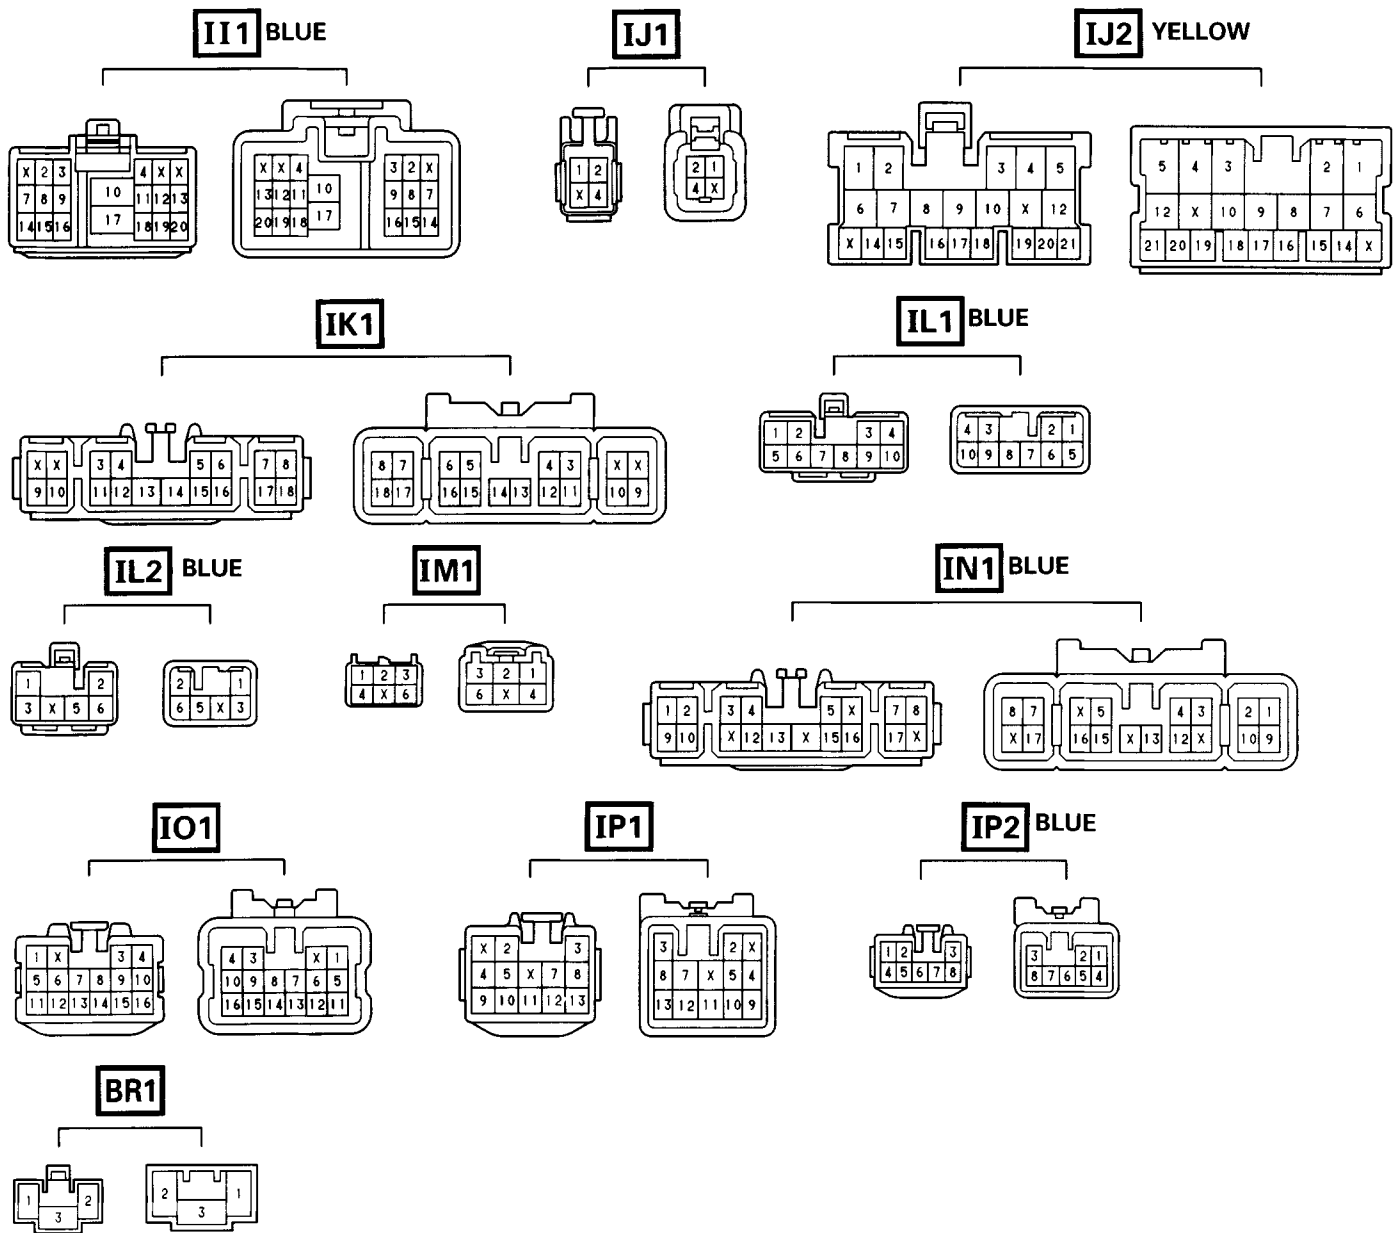 II1 BLUE
X 2 3 4 X X
7 8 9 10 11 12 13
14 15 16 17 18 19 20
X X 4 3 2 X
13 12 11 10 9 8 7
20 19 18 17 16 15 14
IJ1
1 2
X 4
2 1
4 X
IJ2 YELLOW
1 2 3 4 5
6 7 8 9 10 X 12
X 14 15 16 17 18 19 20 21
5 4 3 2 1
12 X 10 9 8 7 6
21 20 19 18 17 16 15 14 X
IK1
X X 3 4 5 6 7 8
9 10 11 12 13 14 15 16 17 18
8 7 6 5 4 3 X X
18 17 16 15 14 13 12 11 10 9
IL1 BLUE
1 2 3 4
5 6 7 8 9 10
4 3 2 1
10 9 8 7 6 5
IL2 BLUE
1 2
3 X 5 6
2 1
6 5 X 3
IM1
1 2 3
4 X 6
3 2 1
6 X 4
IN1 BLUE
1 2 3 4 5 X 7 8
9 10 X 12 13 X 15 16 17 X
8 7 X 5 4 3 2 1
X 17 16 15 X 13 12 X 10 9
IO1
1 X 3 4
5 6 7 8 9 10
11 12 13 14 15 16
4 3 X 1
10 9 8 7 6 5
16 15 14 13 12 11
IP1
X 2 3
4 5 X 7 8
9 10 11 12 13
3 2 X
8 7 X 5 4
13 12 11 10 9
IP2 BLUE
1 2 3
4 5 6 7 8
3 2 1
8 7 6 5 4
BR1
1 2
3
2 1
3